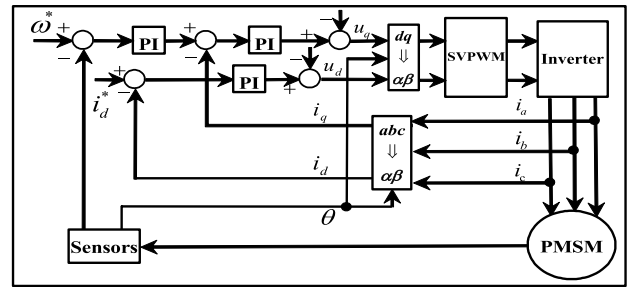 ω* + − PI + − PI + − u_q dq ⇓ αβ SVPWM Inverter
i_d* + − PI + − u_d
i_q abc ⇓ αβ i_a
i_b
i_d i_c
θ
Sensors PMSM